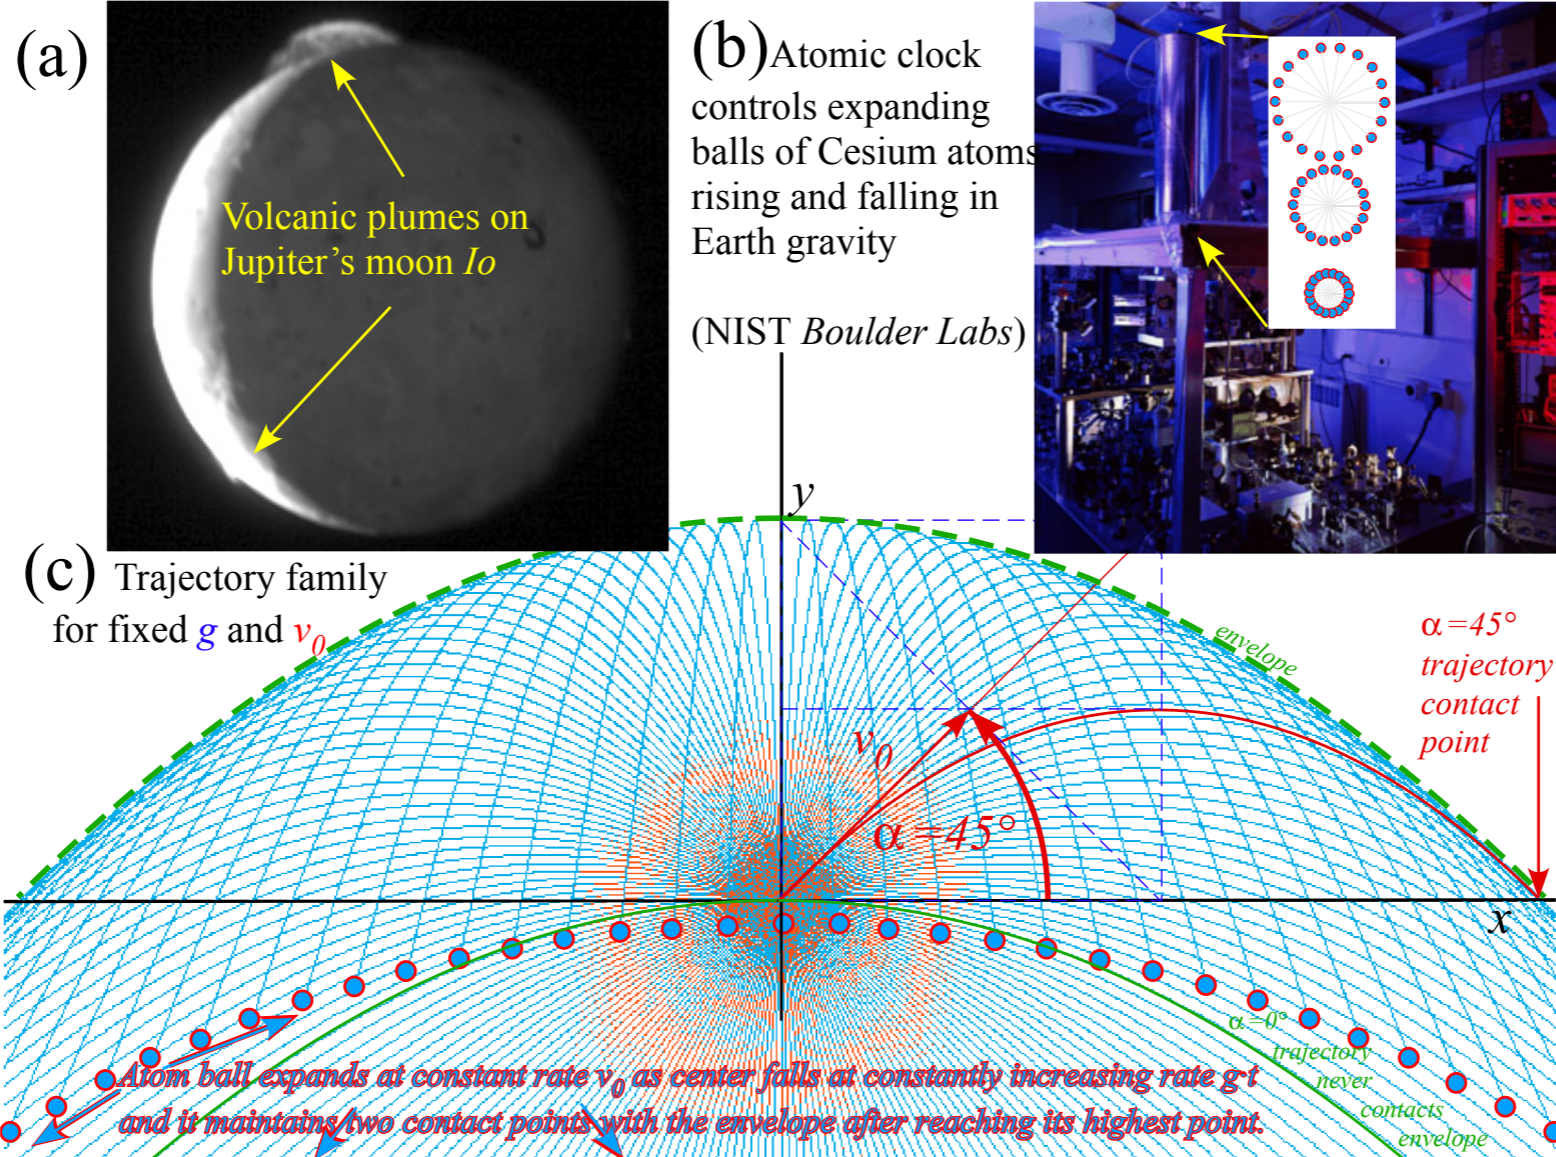 (a)
Volcanic plumes on
Jupiter’s moon Io
(b)
Atomic clock
controls expanding
balls of Cesium atoms
rising and falling in
Earth gravity
(NIST Boulder Labs)
y
(c) Trajectory family
for fixed g and v0
envelope
α=45°
trajectory
contact
point
v0
α=45°
x
α=0°
trajectory
never
contacts
envelope
Atom ball expands at constant rate v0 as center falls at constantly increasing rate g·t
and it maintains two contact points with the envelope after reaching its highest point.